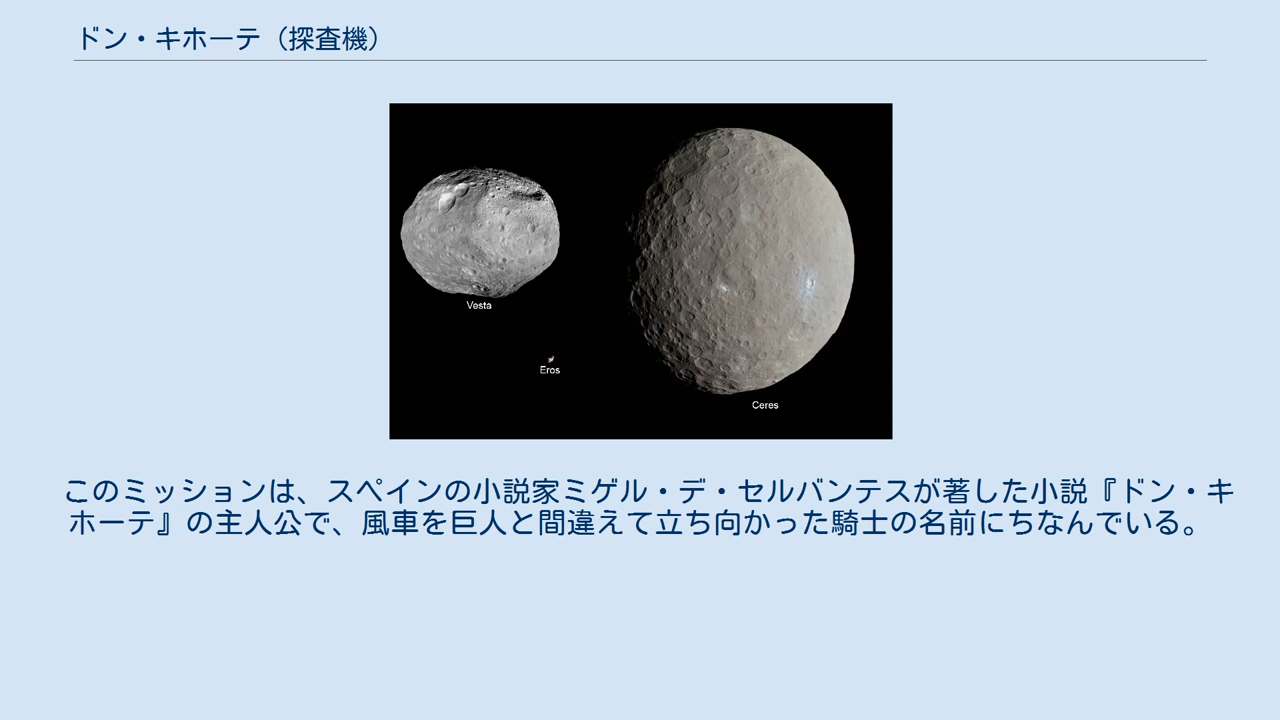 ドン・キホーテ（探査機）
Vesta
Eros
Ceres
このミッションは、スペインの小説家ミゲル・デ・セルバンテスが著した小説『ドン・キ
ホーテ』の主人公で、風車を巨人と間違えて立ち向かった騎士の名前にちなんでいる。